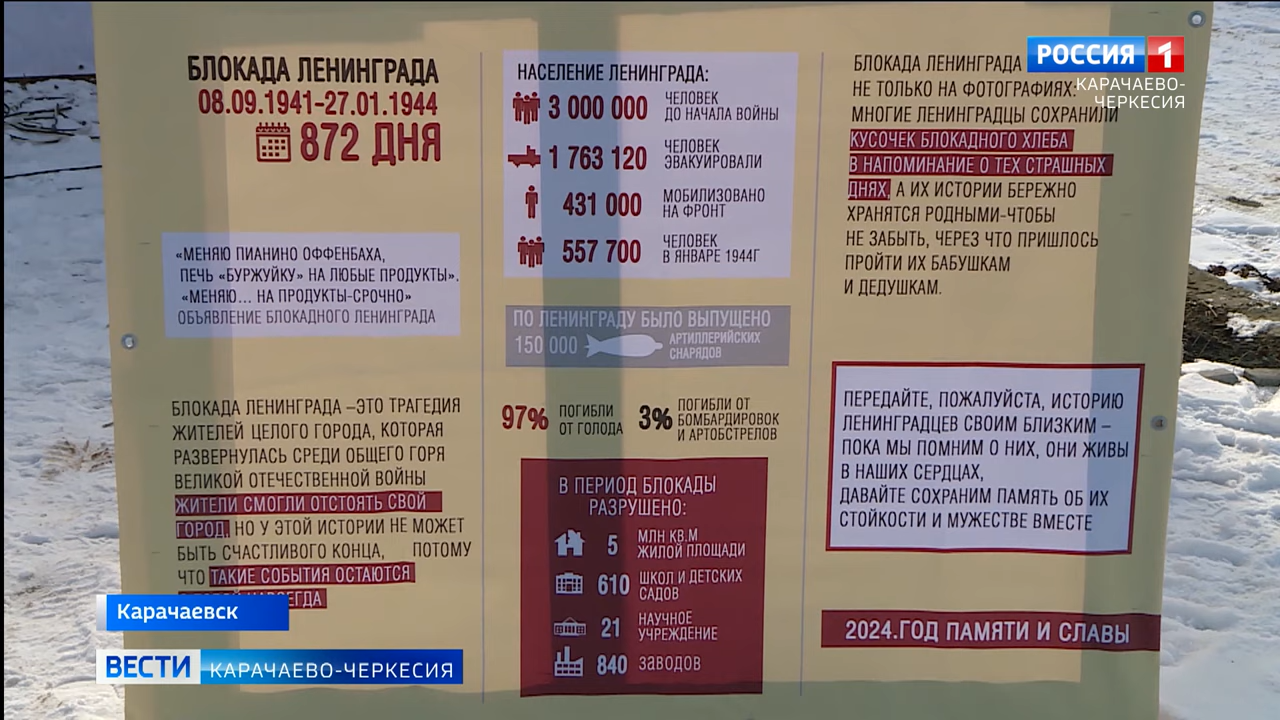 БЛОКАДА ЛЕНИНГРАДА
08.09.1941-27.01.1944
872 ДНЯ
«МЕНЯЮ ПИАНИНО ОФФЕНБАХА,
ПЕЧЬ «БУРЖУЙКУ» НА ЛЮБЫЕ ПРОДУКТЫ».
«МЕНЯЮ... НА ПРОДУКТЫ-СРОЧНО»
ОБЪЯВЛЕНИЕ БЛОКАДНОГО ЛЕНИНГРАДА
БЛОКАДА ЛЕНИНГРАДА –ЭТО ТРАГЕДИЯ
ЖИТЕЛЕЙ ЦЕЛОГО ГОРОДА, КОТОРАЯ
РАЗВЕРНУЛАСЬ СРЕДИ ОБЩЕГО ГОРЯ
ВЕЛИКОЙ ОТЕЧЕСТВЕННОЙ ВОЙНЫ
ЖИТЕЛИ СМОГЛИ ОТСТОЯТЬ СВОЙ
ГОРОД, НО У ЭТОЙ ИСТОРИИ НЕ МОЖЕТ
БЫТЬ СЧАСТЛИВОГО КОНЦА, ПОТОМУ
ЧТО ТАКИЕ СОБЫТИЯ ОСТАЮТСЯ
НАСЕЛЕНИЕ ЛЕНИНГРАДА:
3 000 000 ЧЕЛОВЕК
ДО НАЧАЛА ВОЙНЫ
1 763 120 ЧЕЛОВЕК
ЭВАКУИРОВАЛИ
431 000 МОБИЛИЗОВАНО
НА ФРОНТ
557 700 ЧЕЛОВЕК
В ЯНВАРЕ 1944Г
ПО ЛЕНИНГРАДУ БЫЛО ВЫПУЩЕНО
150 000 АРТИЛЛЕРИЙСКИХ
СНАРЯДОВ
97% ПОГИБЛИ
ОТ ГОЛОДА
3% ПОГИБЛИ ОТ
БОМБАРДИРОВОК
И АРТОБСТРЕЛОВ
В ПЕРИОД БЛОКАДЫ
РАЗРУШЕНО:
5 МЛН КВ.М
ЖИЛОЙ ПЛОЩАДИ
610 ШКОЛ И ДЕТСКИХ
САДОВ
21 НАУЧНОЕ
УЧРЕЖДЕНИЕ
840 ЗАВОДОВ
БЛОКАДА ЛЕНИНГРАДА
НЕ ТОЛЬКО НА ФОТОГРАФИЯХ:
МНОГИЕ ЛЕНИНГРАДЦЫ СОХРАНИЛИ
КУСОЧЕК БЛОКАДНОГО ХЛЕБА
В НАПОМИНАНИЕ О ТЕХ СТРАШНЫХ
ДНЯХ, А ИХ ИСТОРИИ БЕРЕЖНО
ХРАНЯТСЯ РОДНЫМИ-ЧТОБЫ
НЕ ЗАБЫТЬ, ЧЕРЕЗ ЧТО ПРИШЛОСЬ
ПРОЙТИ ИХ БАБУШКАМ
И ДЕДУШКАМ.
ПЕРЕДАЙТЕ, ПОЖАЛУЙСТА, ИСТОРИЮ
ЛЕНИНГРАДЦЕВ СВОИМ БЛИЗКИМ –
ПОКА МЫ ПОМНИМ О НИХ, ОНИ ЖИВЫ
В НАШИХ СЕРДЦАХ,
ДАВАЙТЕ СОХРАНИМ ПАМЯТЬ ОБ ИХ
СТОЙКОСТИ И МУЖЕСТВЕ ВМЕСТЕ
2024.ГОД ПАМЯТИ И СЛАВЫ
РОССИЯ 1
КАРАЧАЕВО-
ЧЕРКЕСИЯ
Карачаевск
ВЕСТИ КАРАЧАЕВО-ЧЕРКЕСИЯ